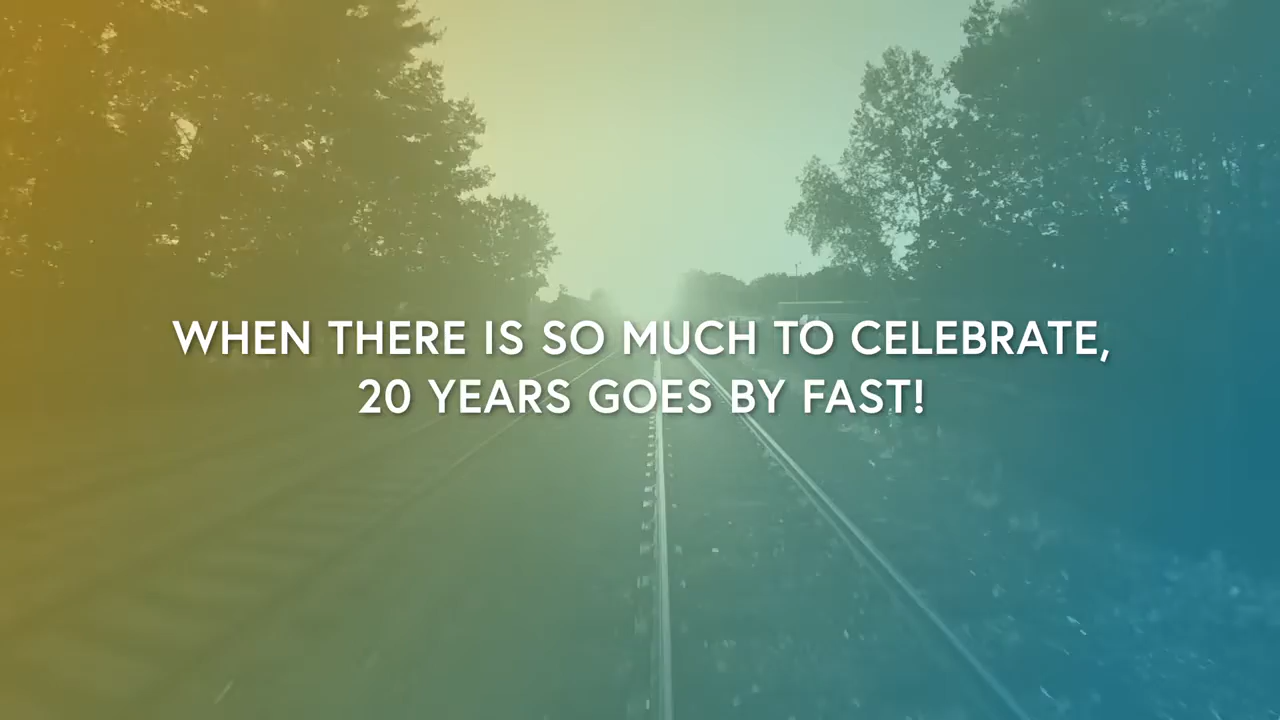 WHEN THERE IS SO MUCH TO CELEBRATE,
20 YEARS GOES BY FAST!